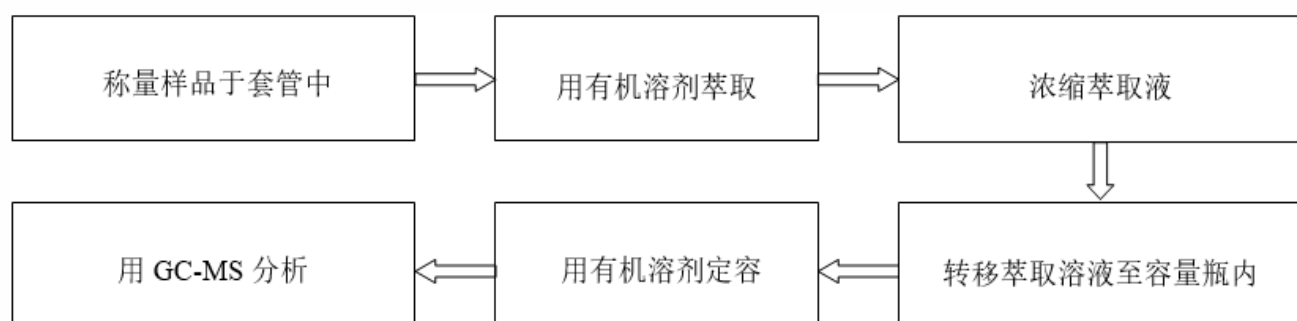 称量样品于套管中
用有机溶剂萃取
浓缩萃取液
转移萃取溶液至容量瓶内
用有机溶剂定容
用 GC-MS 分析